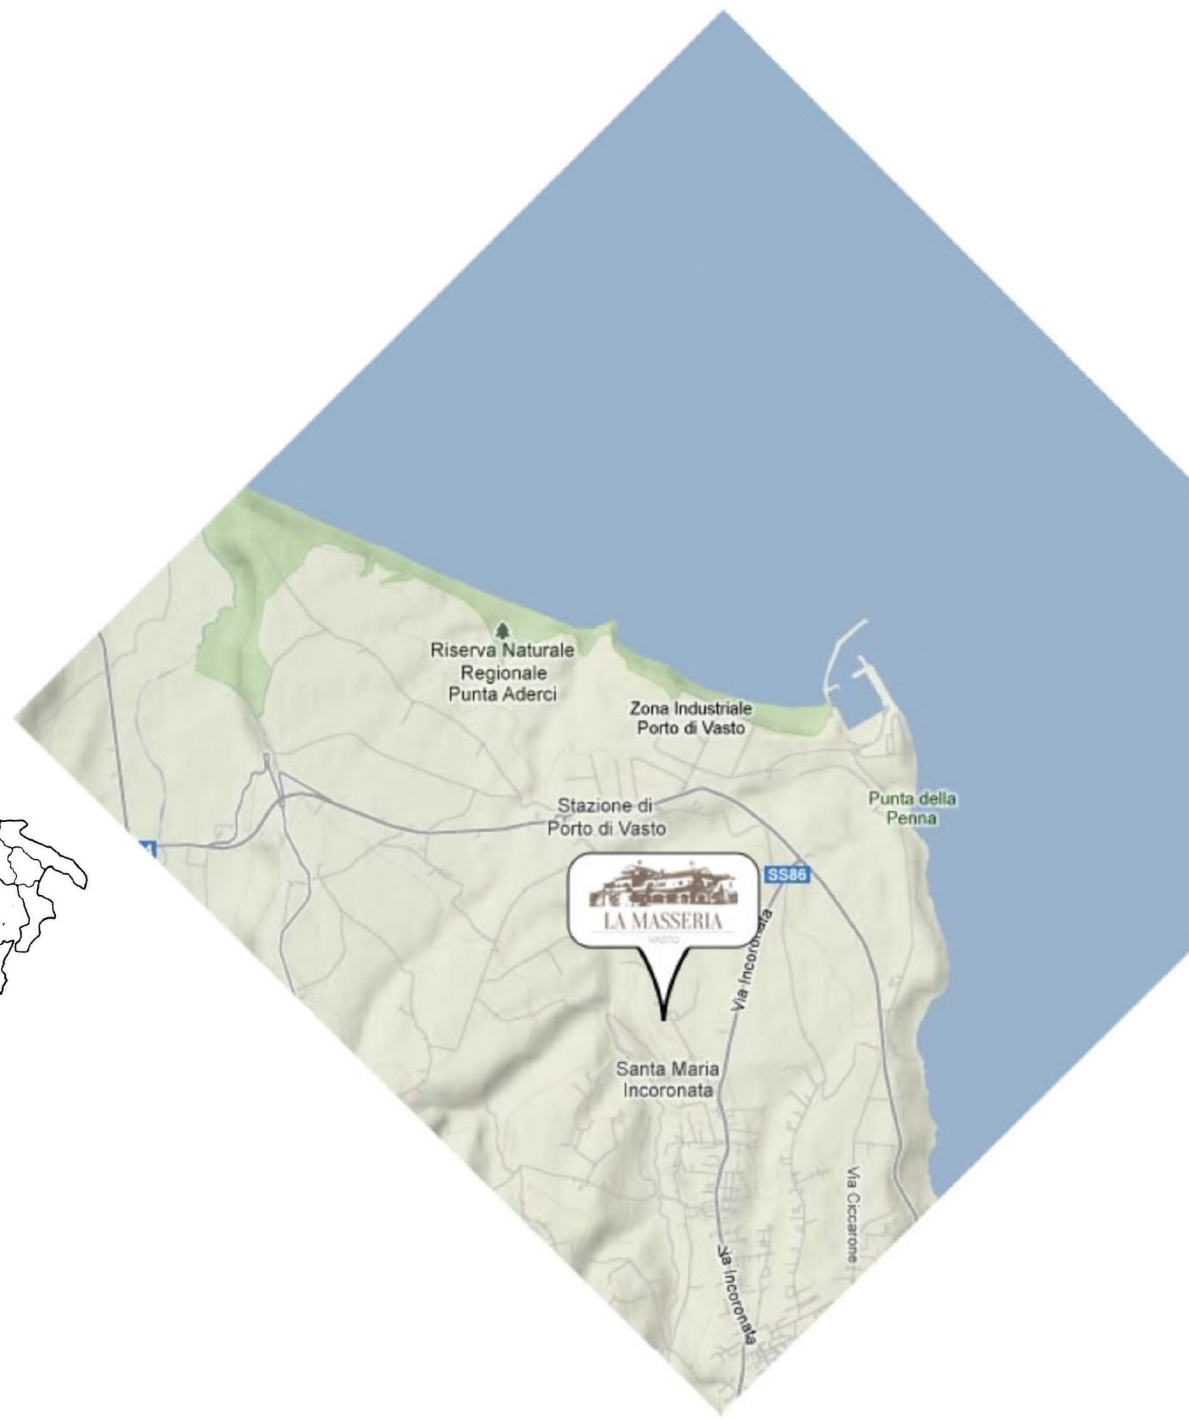 Riserva Naturale
Regionale
Punta Aderci
Zona Industriale
Porto di Vasto
Stazione di
Porto di Vasto
Punta della
Penna
4
SS86
LA MASSERIA
VASTO
Via Incoronata
Santa Maria
Incoronata
Via Ciccarone
Via Incoronata